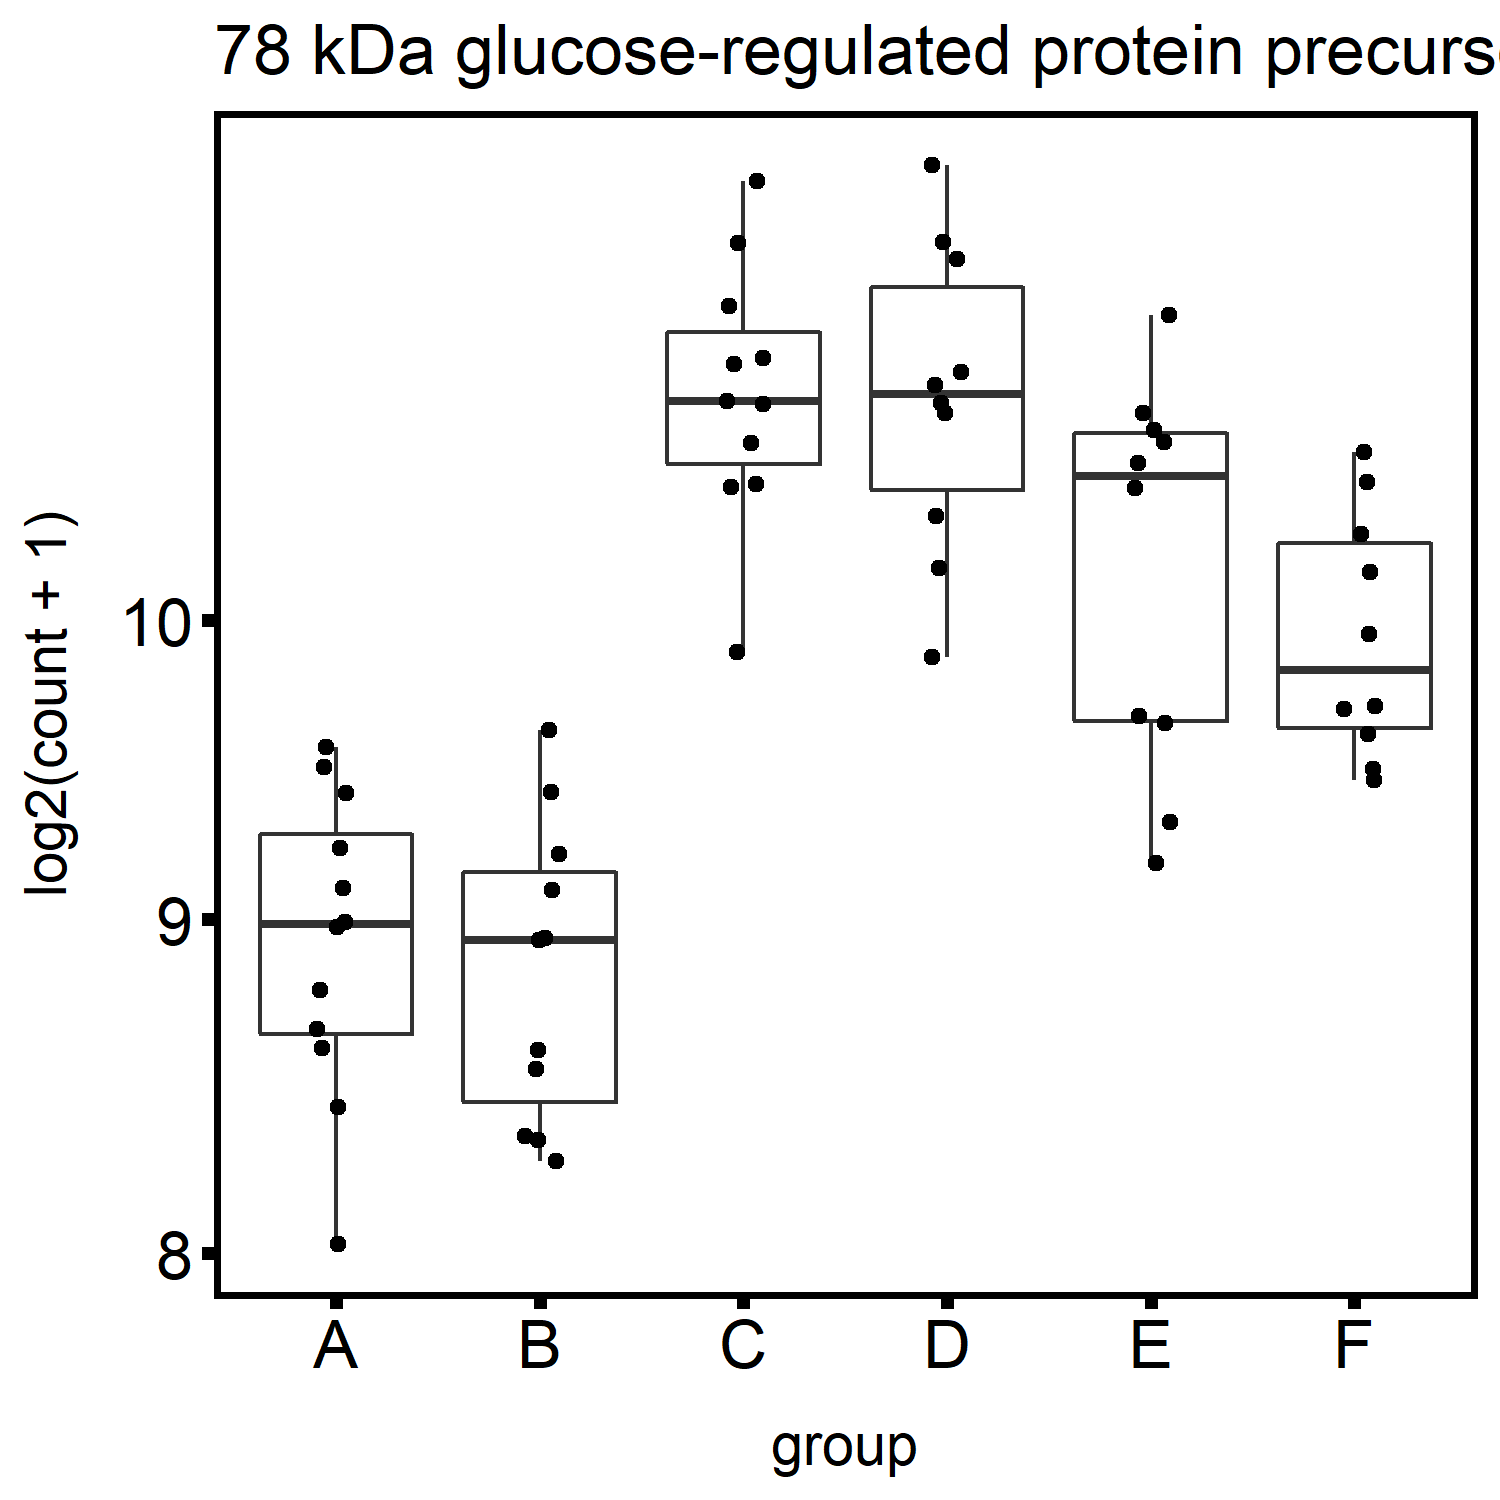 78 kDa glucose-regulated protein precurs
log2(count + 1)
10
9
8
A B C D E F
group